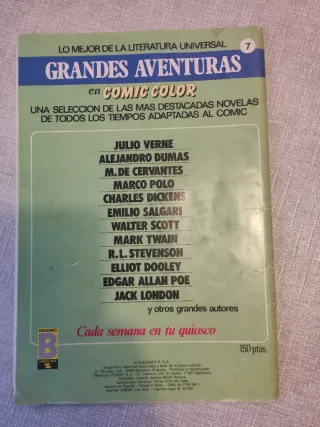 LO MEJOR DE LA LITERATURA UNIVERSAL
7
GRANDES AVENTURAS
en COMIC COLOR
UNA SELECCION DE LAS MAS DESTACADAS NOVELAS
DE TODOS LOS TIEMPOS ADAPTADAS AL COMIC
JULIO VERNE
ALEJANDRO DUMAS
M. DE CERVANTES
MARCO POLO
CHARLES DICKENS
EMILIO SALGARI
WALTER SCOTT
MARK TWAIN
R.L. STEVENSON
ELLIOT DOOLEY
EDGAR ALLAN POE
JACK LONDON
y otros grandes autores
Cada semana en tu quiosco
EDICIONES
B
150 ptas.